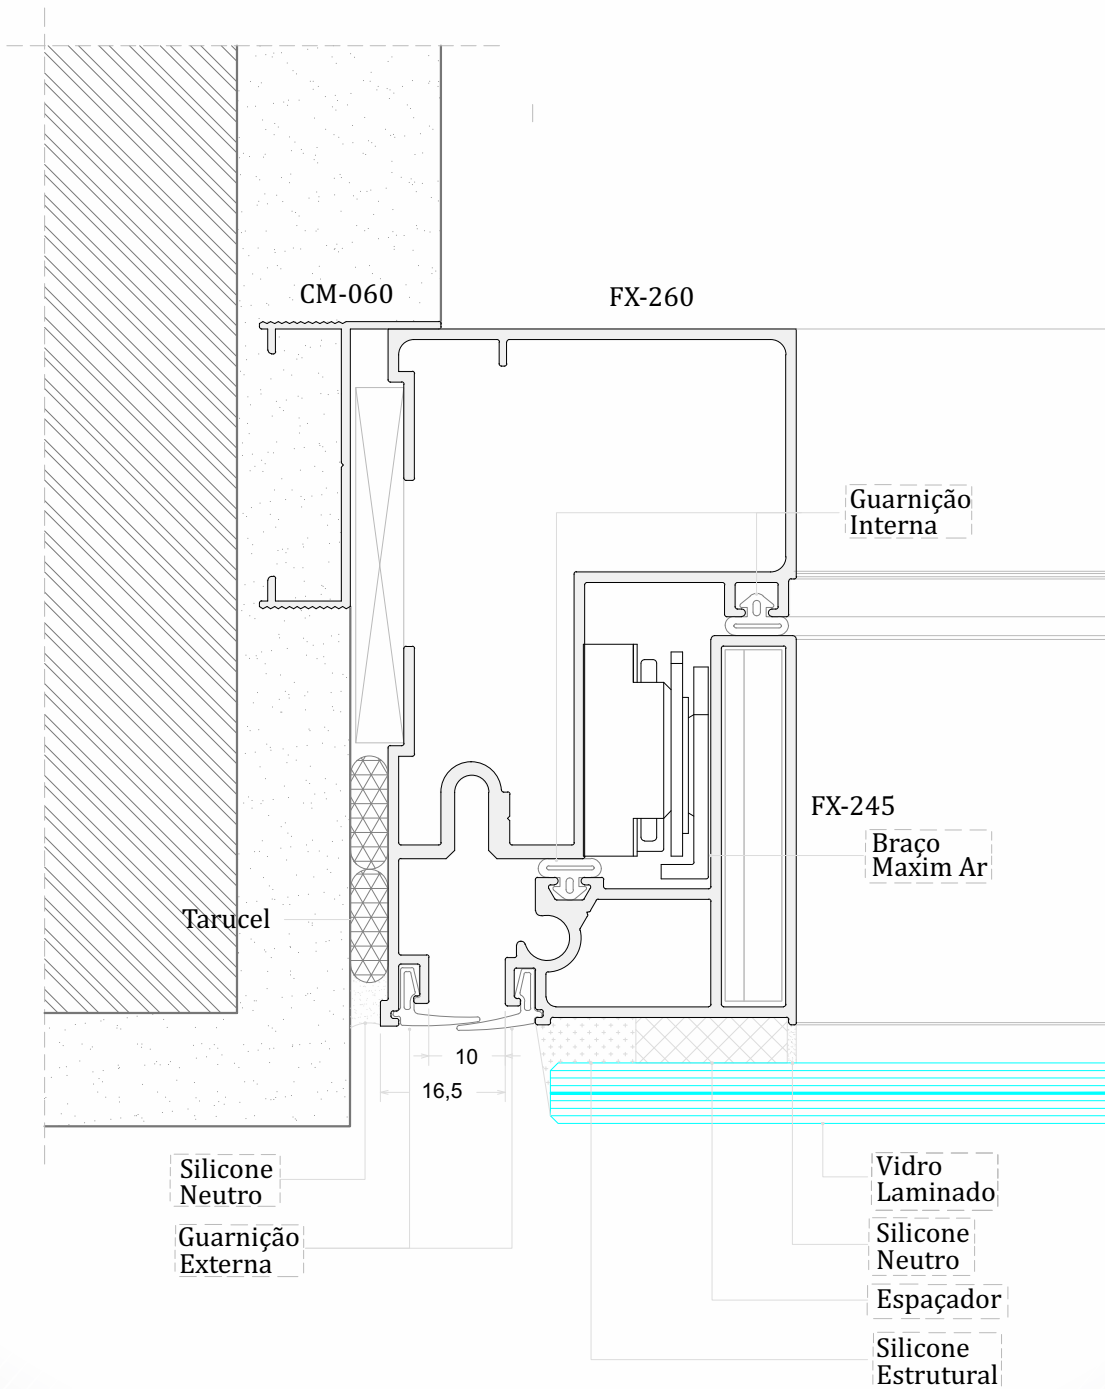 CM-060
FX-260
Guarnição
Interna
FX-245
Braço
Maxim Ar
Tarucel
10
16,5
Silicone
Neutro
Guarnição
Externa
Vidro
Laminado
Silicone
Neutro
Espaçador
Silicone
Estrutural